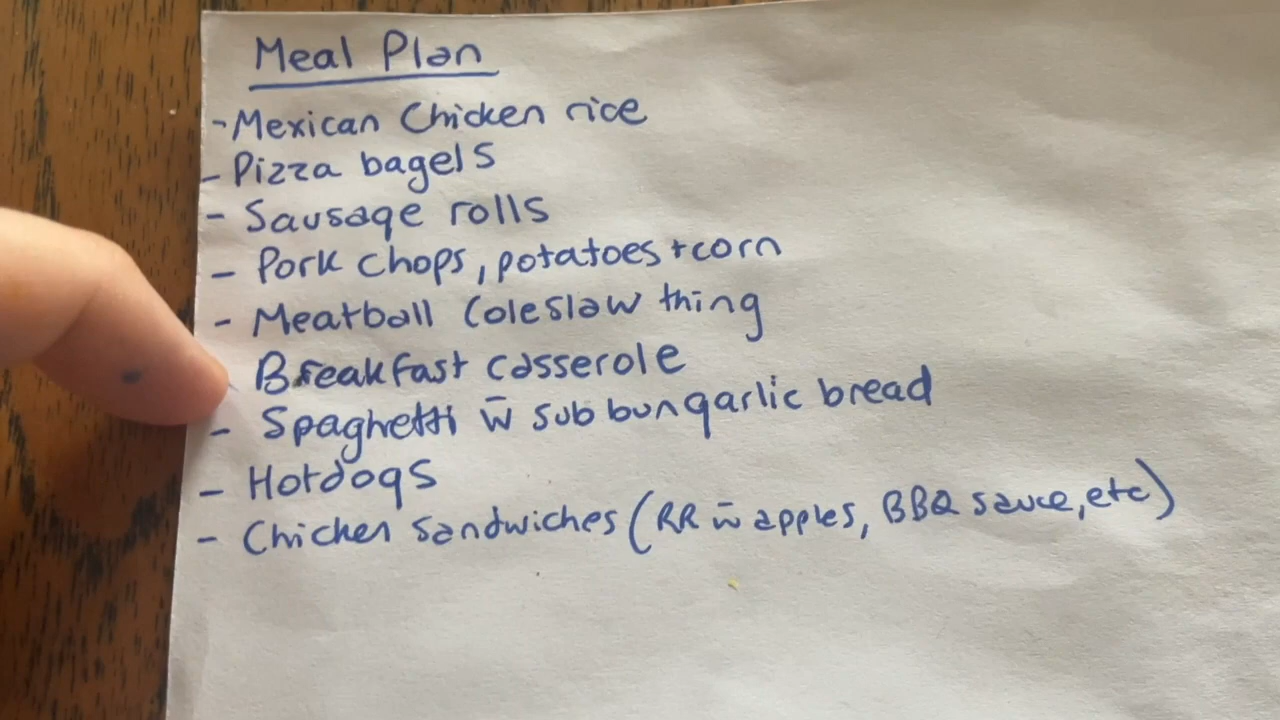 Meal Plan
- Mexican Chicken rice
- Pizza bagels
- Sausage rolls
- Pork chops, potatoes + corn
- Meatball Coleslaw thing
Breakfast casserole
- Spaghetti w̄ sub bun garlic bread
- Hotdogs
- Chicken sandwiches (RR w̄ apples, BBQ sauce, etc)